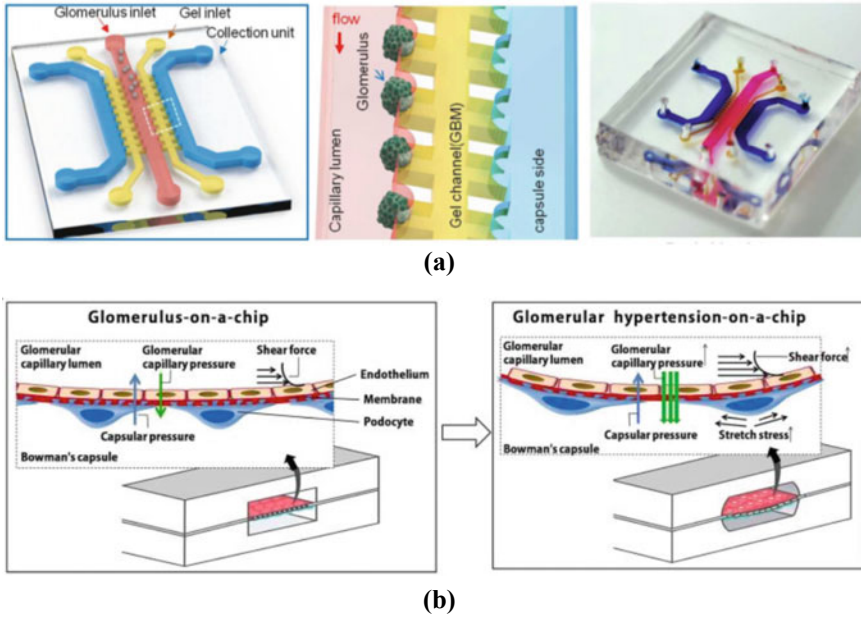 Glomerulus inlet
Gel inlet
Collection unit
flow
Glomerulus
Capillary lumen
Gel channel(GBM)
capsule side
(a)
Glomerulus-on-a-chip
Glomerular
capillary lumen
Glomerular
capillary pressure
Shear force
Endothelium
Membrane
Podocyte
Capsular pressure
Bowman's capsule
Glomerular hypertension-on-a-chip
Glomerular
capillary lumen
Glomerular
capillary pressure↑
Shear force↑
Capsular pressure
Stretch stress↑
Bowman's capsule
(b)